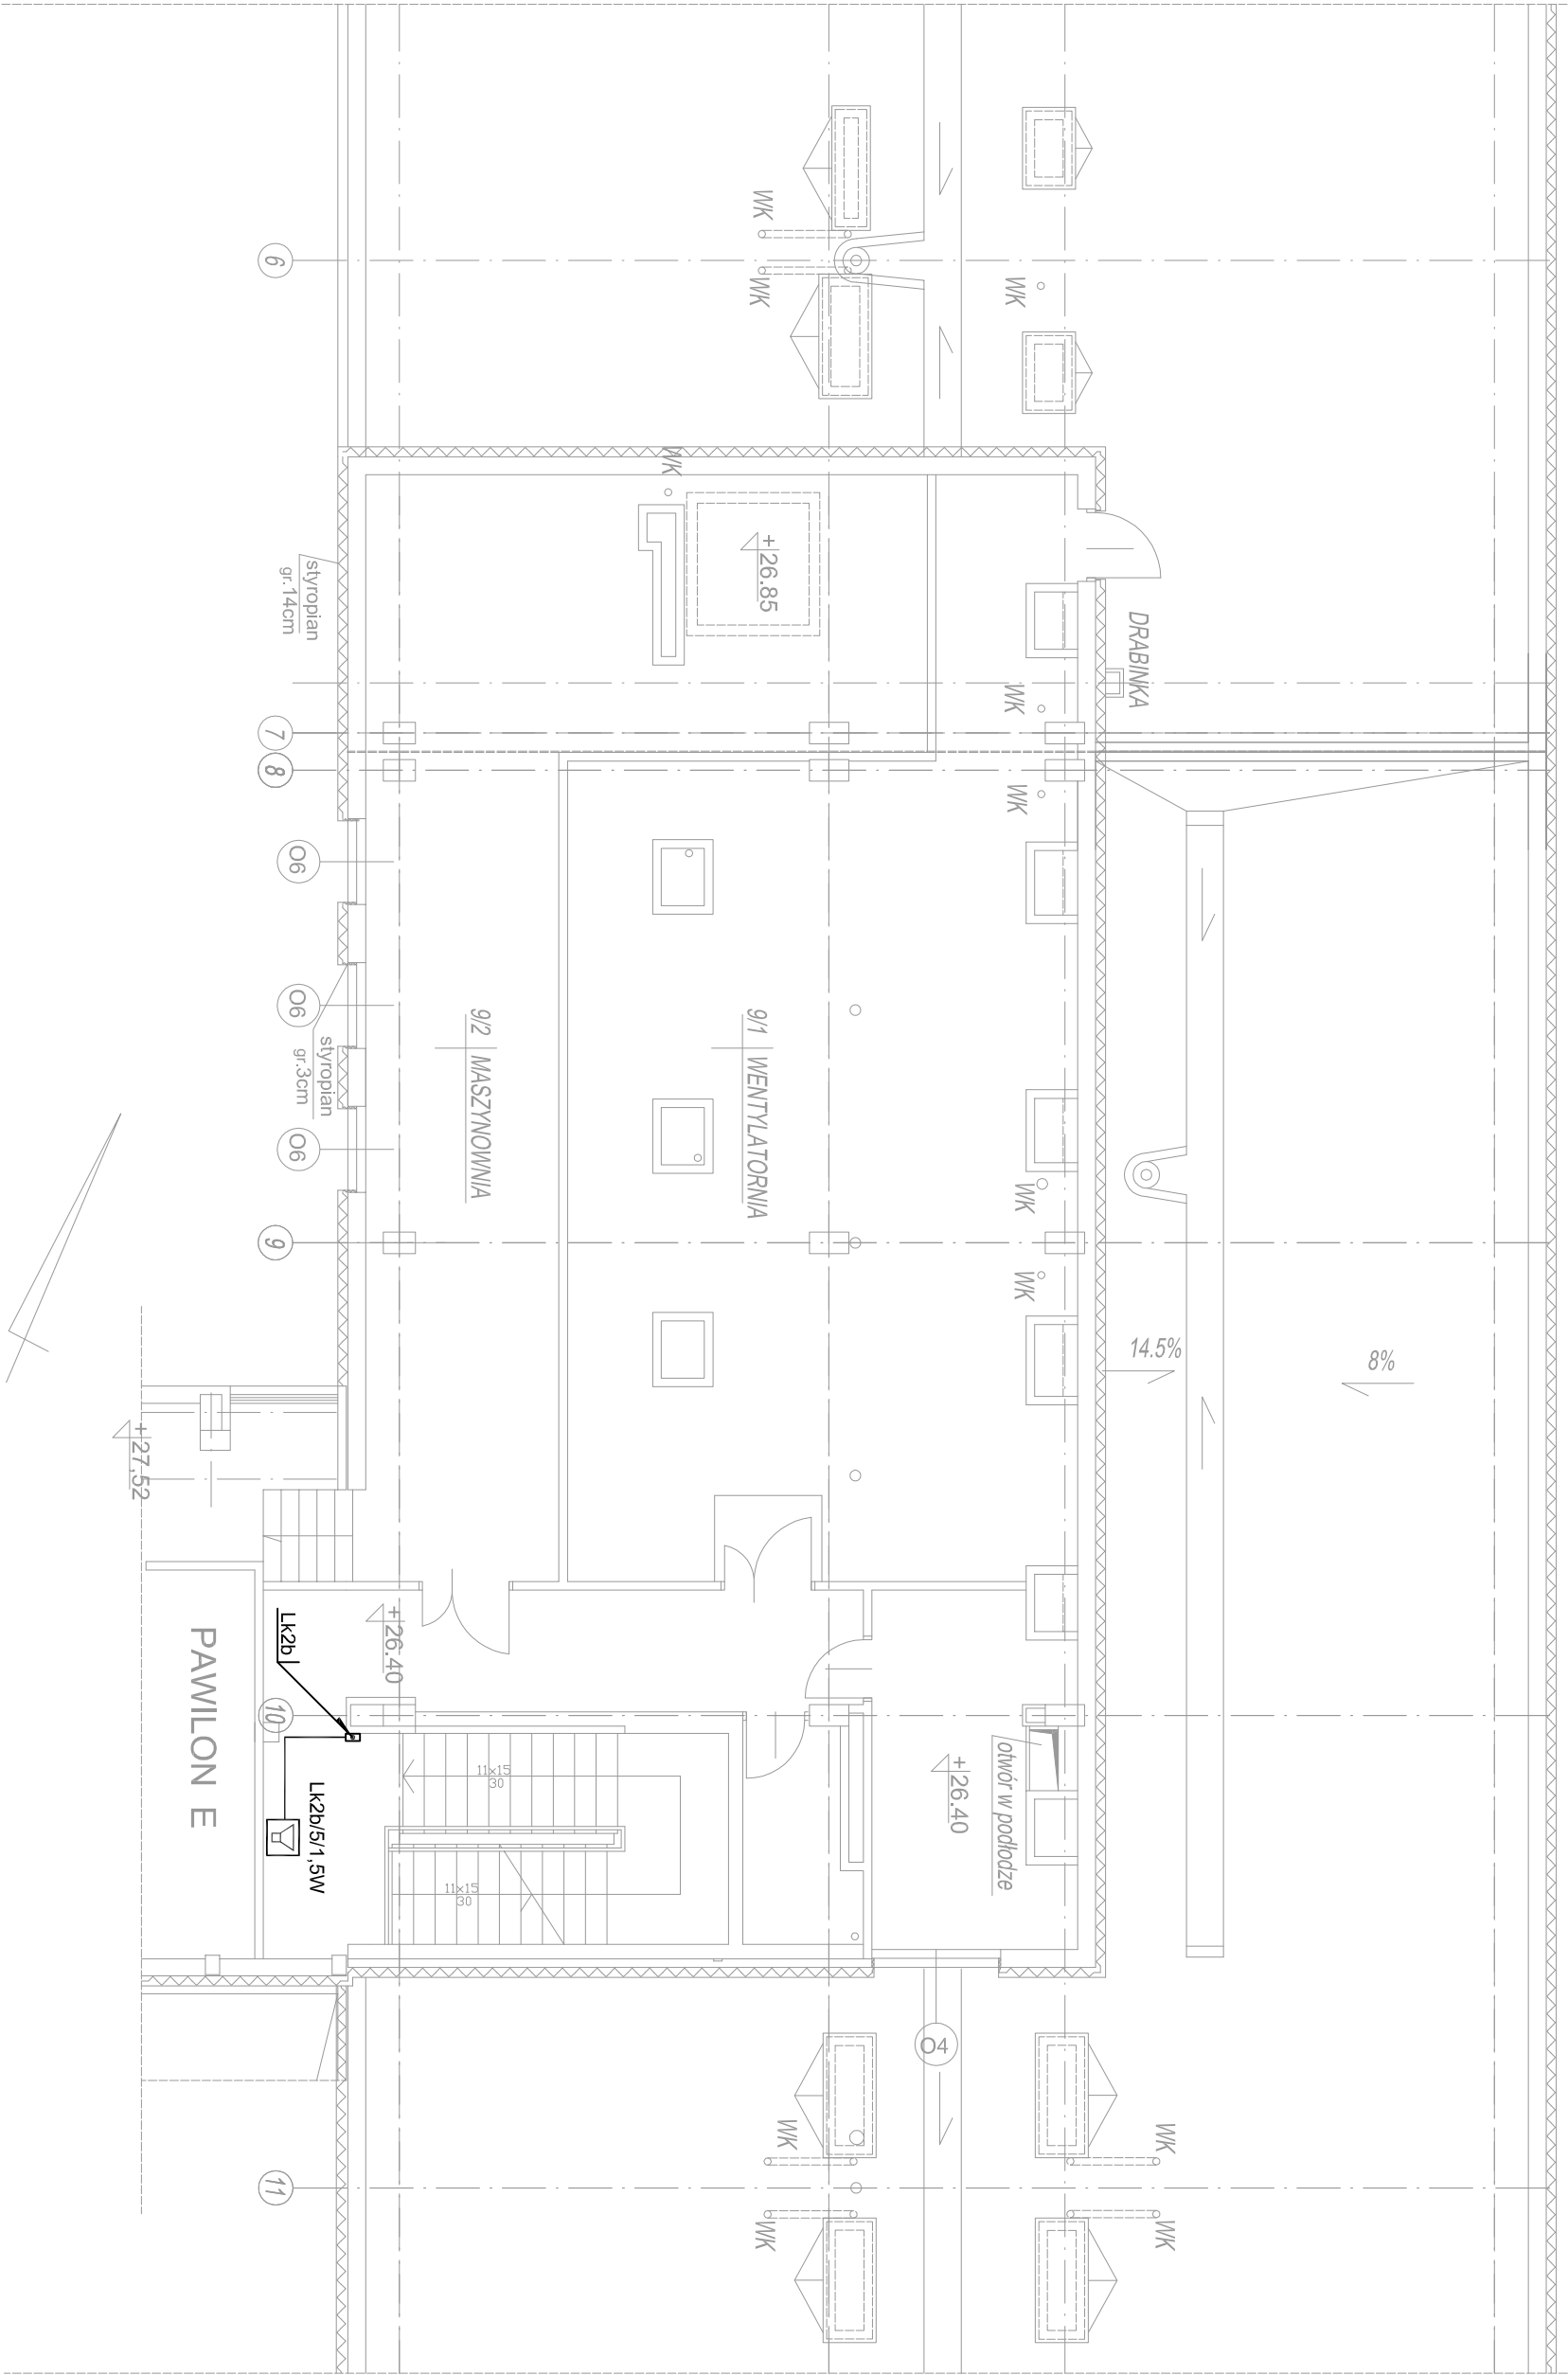 WK
WK
WK
6
WK
+26.85
styropian
gr.14cm
DRABINKA
WK
7
8
WK
O6
O6
O6
9/2 MASZYNOWNIA
9/1 WENTYLATORNIA
styropian
gr.3cm
WK
9
WK
14.5%
8%
+27,52
+26.40
Lk2b
PAWILON E
10
otwór w podłodze
+26.40
11x15
30
Lk2b/5/1,5W
11x15
30
O4
WK
WK
11
WK
WK